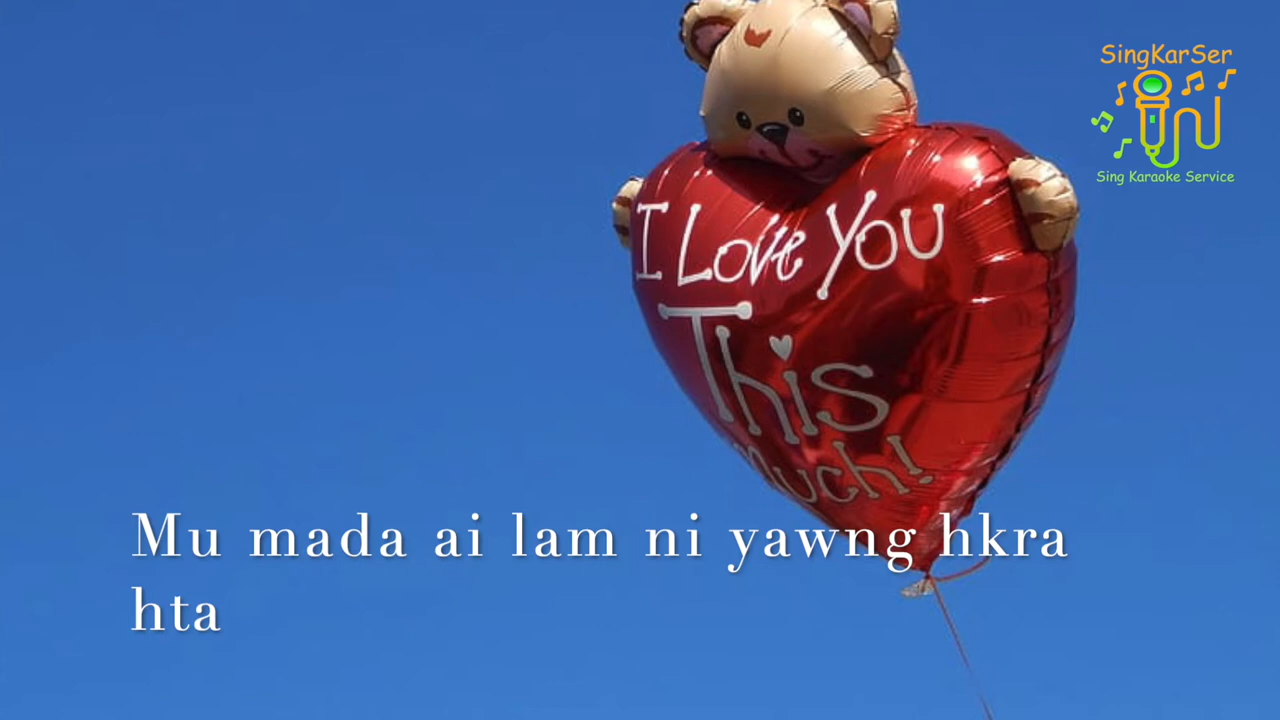 SingKarSer
Sing Karaoke Service
I Love You
This
Much!
Mu mada ai lam ni yawng hkra
hta